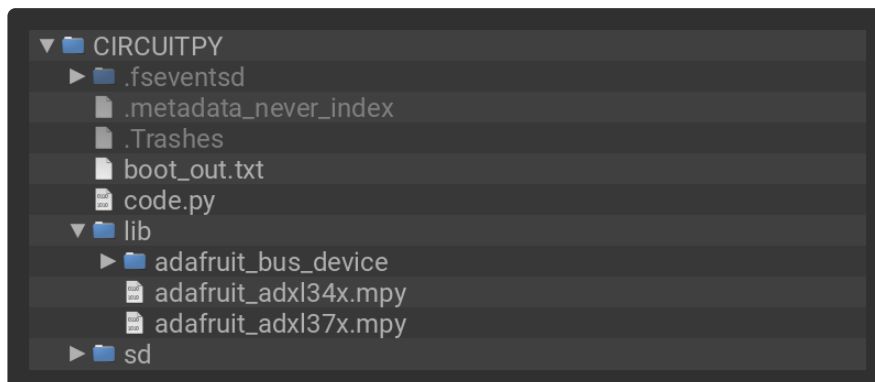 CIRCUITPY
.fseventsd
.metadata_never_index
.Trashes
boot_out.txt
code.py
lib
adafruit_bus_device
adafruit_adxl34x.mpy
adafruit_adxl37x.mpy
sd